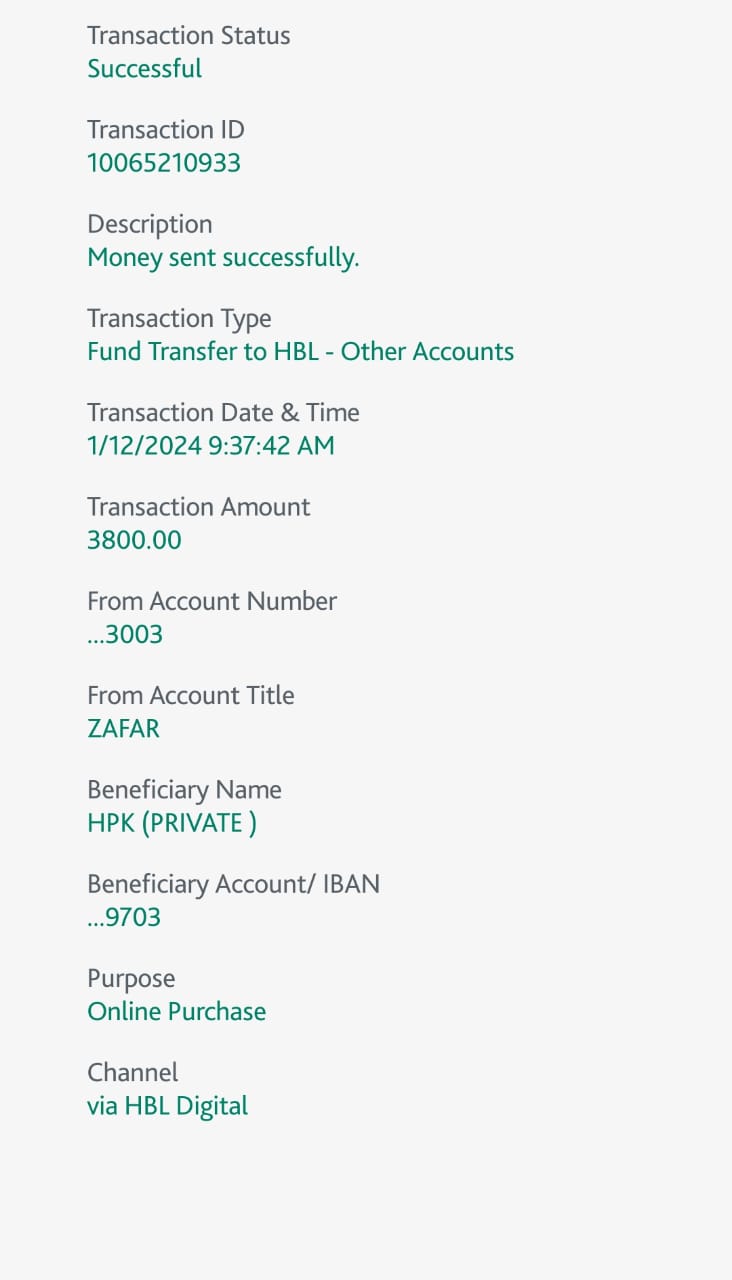 Transaction Status
Successful
Transaction ID
10065210933
Description
Money sent successfully.
Transaction Type
Fund Transfer to HBL - Other Accounts
Transaction Date & Time
1/12/2024 9:37:42 AM
Transaction Amount
3800.00
From Account Number
...3003
From Account Title
ZAFAR
Beneficiary Name
HPK (PRIVATE )
Beneficiary Account/ IBAN
...9703
Purpose
Online Purchase
Channel
via HBL Digital